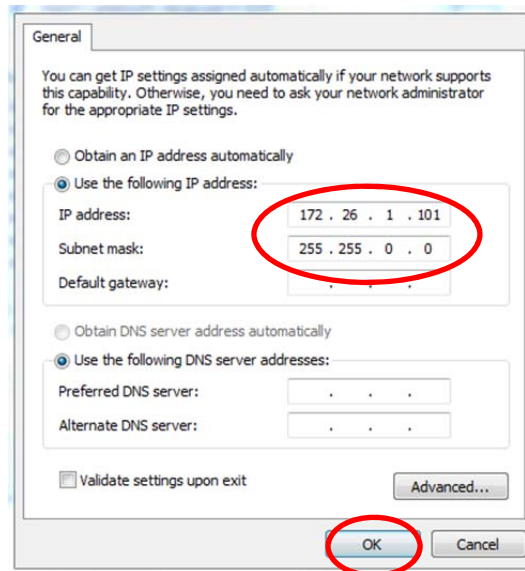 General
You can get IP settings assigned automatically if your network supports
this capability. Otherwise, you need to ask your network administrator
for the appropriate IP settings.
Obtain an IP address automatically
Use the following IP address:
IP address: 172 . 26 . 1 . 101
Subnet mask: 255 . 255 . 0 . 0
Default gateway: . . .
Obtain DNS server address automatically
Use the following DNS server addresses:
Preferred DNS server: . . .
Alternate DNS server: . . .
Validate settings upon exit
Advanced...
OK Cancel